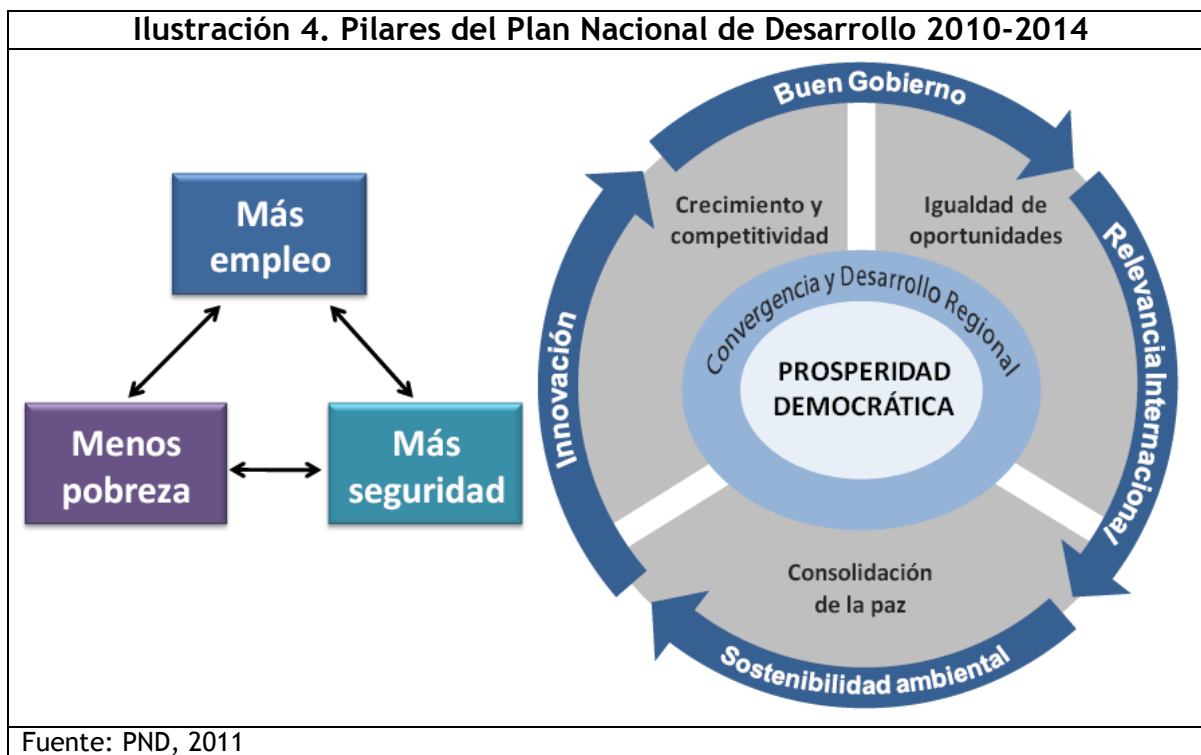 Ilustración 4. Pilares del Plan Nacional de Desarrollo 2010-2014
Más
empleo
Menos
pobreza
Más
seguridad
Buen Gobierno
Crecimiento y
competitividad
Igualdad de
oportunidades
Relevancia Internacional
Innovación
Convergencia y Desarrollo Regional
PROSPERIDAD
DEMOCRÁTICA
Consolidación
de la paz
Sostenibilidad ambiental
Fuente: PND, 2011